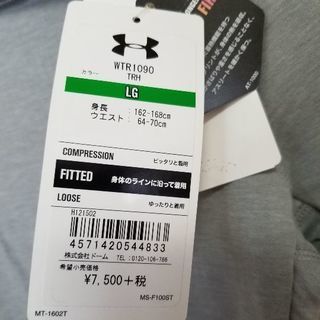 WTR1090
カラー
TRH
LG
身長 : 162-168cm
ウエスト : 64-70cm
COMPRESSION ピッタリと着用
FITTED 身体のラインに沿って着用
LOOSE ゆったりと着用
H121502
4571420544833
株式会社ドーム TEL:0120-106-786
希望小売価格
¥7,500+税
MS-F100ST
MT-1602T
AT-1020